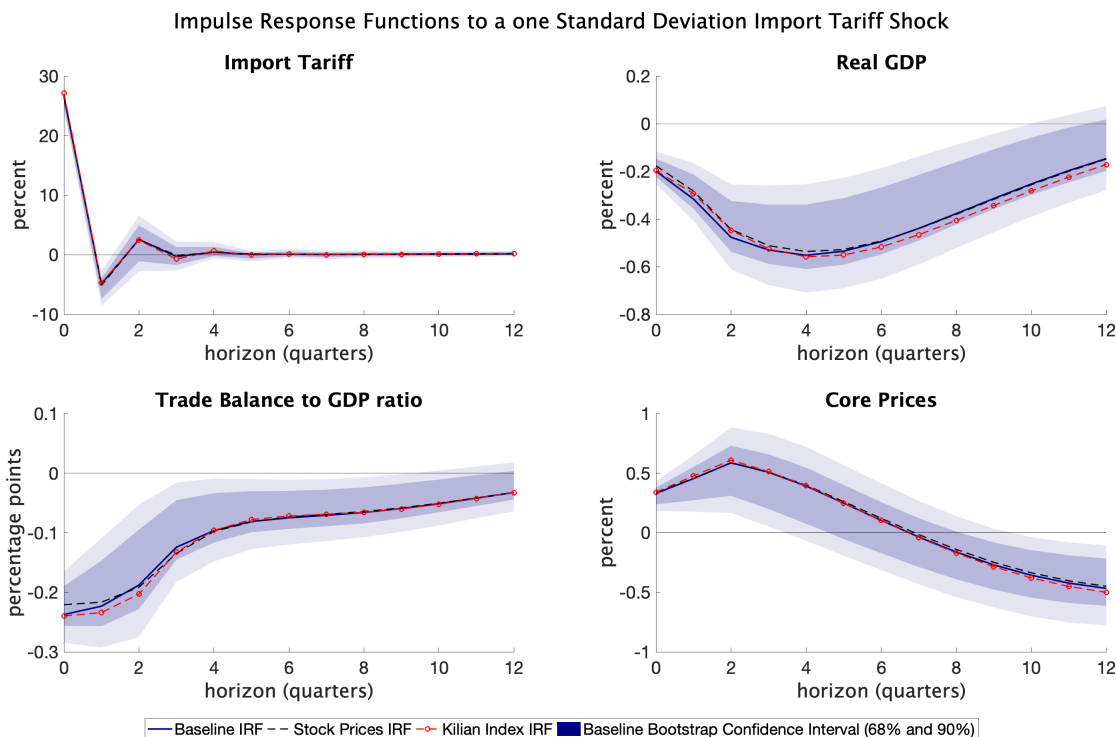 Impulse Response Functions to a one Standard Deviation Import Tariff Shock
Import Tariff
percent
30
20
10
0
-10
0 2 4 6 8 10 12
horizon (quarters)
Real GDP
percent
0.2
0
-0.2
-0.4
-0.6
-0.8
0 2 4 6 8 10 12
horizon (quarters)
Trade Balance to GDP ratio
percentage points
0.1
0
-0.1
-0.2
-0.3
0 2 4 6 8 10 12
horizon (quarters)
Core Prices
percent
1
0.5
0
-0.5
-1
0 2 4 6 8 10 12
horizon (quarters)
Baseline IRF Stock Prices IRF Kilian Index IRF Baseline Bootstrap Confidence Interval (68% and 90%)